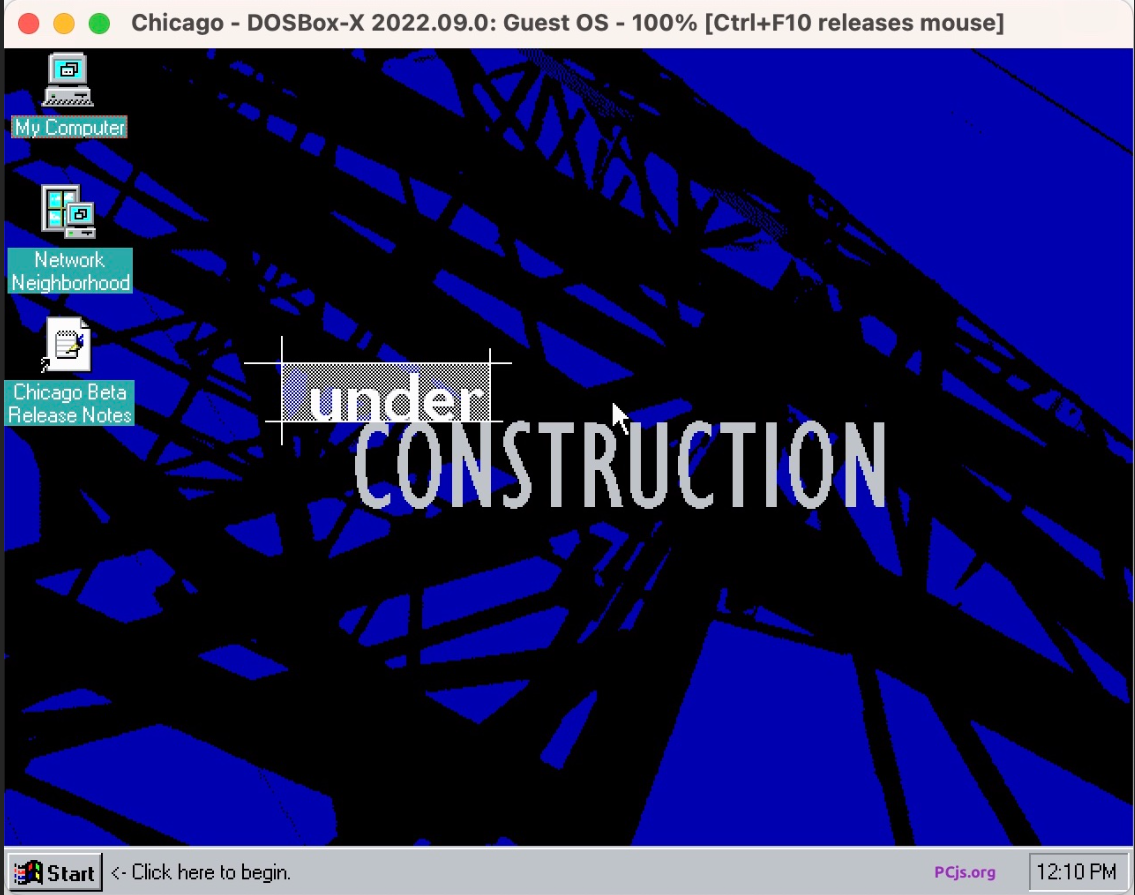 Chicago - DOSBox-X 2022.09.0: Guest OS - 100% [Ctrl+F10 releases mouse]
My Computer
Network
Neighborhood
Chicago Beta
Release Notes
under
CONSTRUCTION
Start
<- Click here to begin.
PCjs.org
12:10 PM